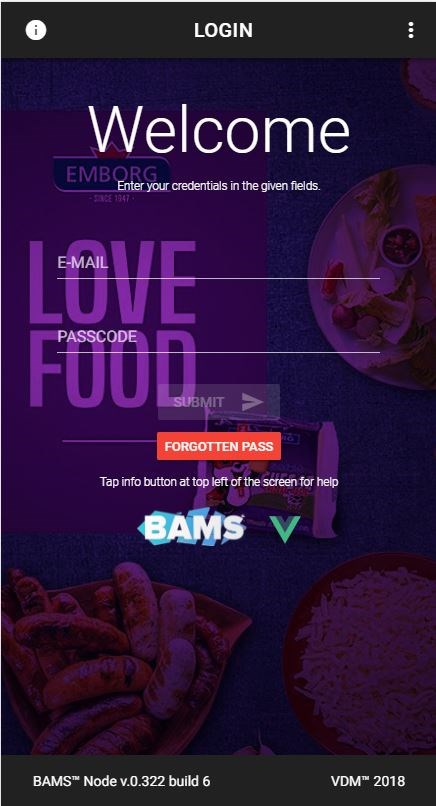 LOGIN
Welcome
EMBORG
Enter your credentials in the given fields.
· SINCE 1947 ·
LOVE
E-MAIL
PASSCODE
FOOD
SUBMIT
FORGOTTEN PASS
Tap info button at top left of the screen for help
BAMS
BAMS™ Node v.0.322 build 6
VDM™ 2018